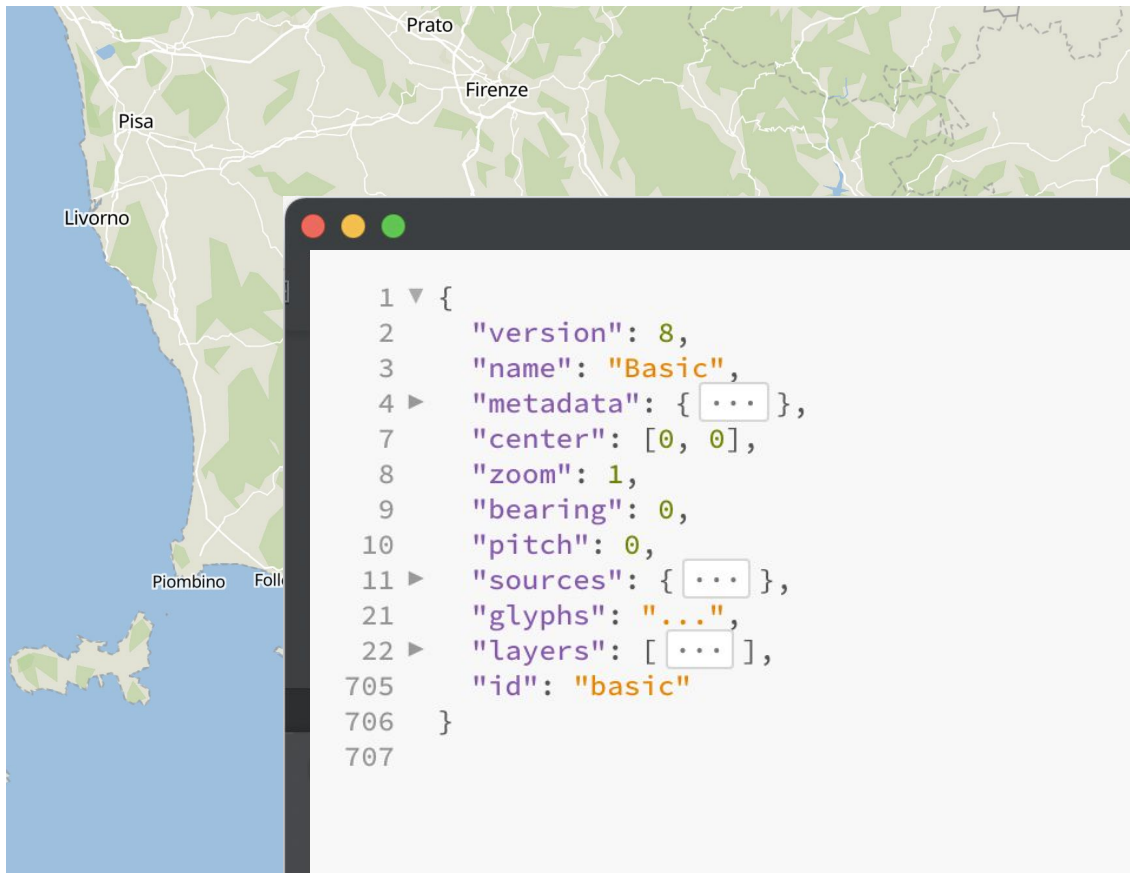 Prato
Firenze
Pisa
Livorno
Piombino
Foll
1 ▼ {
2 "version": 8,
3 "name": "Basic",
4 ▶ "metadata": { ... },
7 "center": [0, 0],
8 "zoom": 1,
9 "bearing": 0,
10 "pitch": 0,
11 ▶ "sources": { ... },
21 "glyphs": "...",
22 ▶ "layers": [ ... ],
705 "id": "basic"
706 }
707